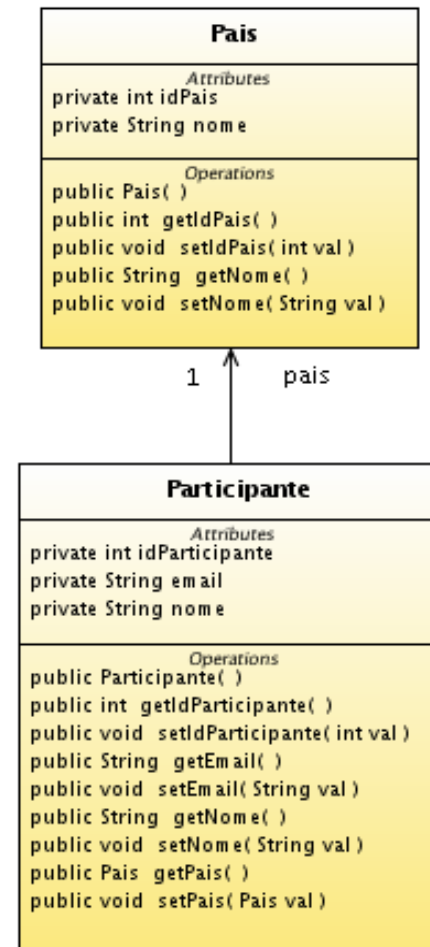 Pais
Attributes
private int idPais
private String nome
Operations
public Pais( )
public int getIdPais( )
public void setIdPais( int val )
public String getNome( )
public void setNome( String val )
1 pais
Participante
Attributes
private int idParticipante
private String email
private String nome
Operations
public Participante( )
public int getIdParticipante( )
public void setIdParticipante( int val )
public String getEmail( )
public void setEmail( String val )
public String getNome( )
public void setNome( String val )
public Pais getPais( )
public void setPais( Pais val )